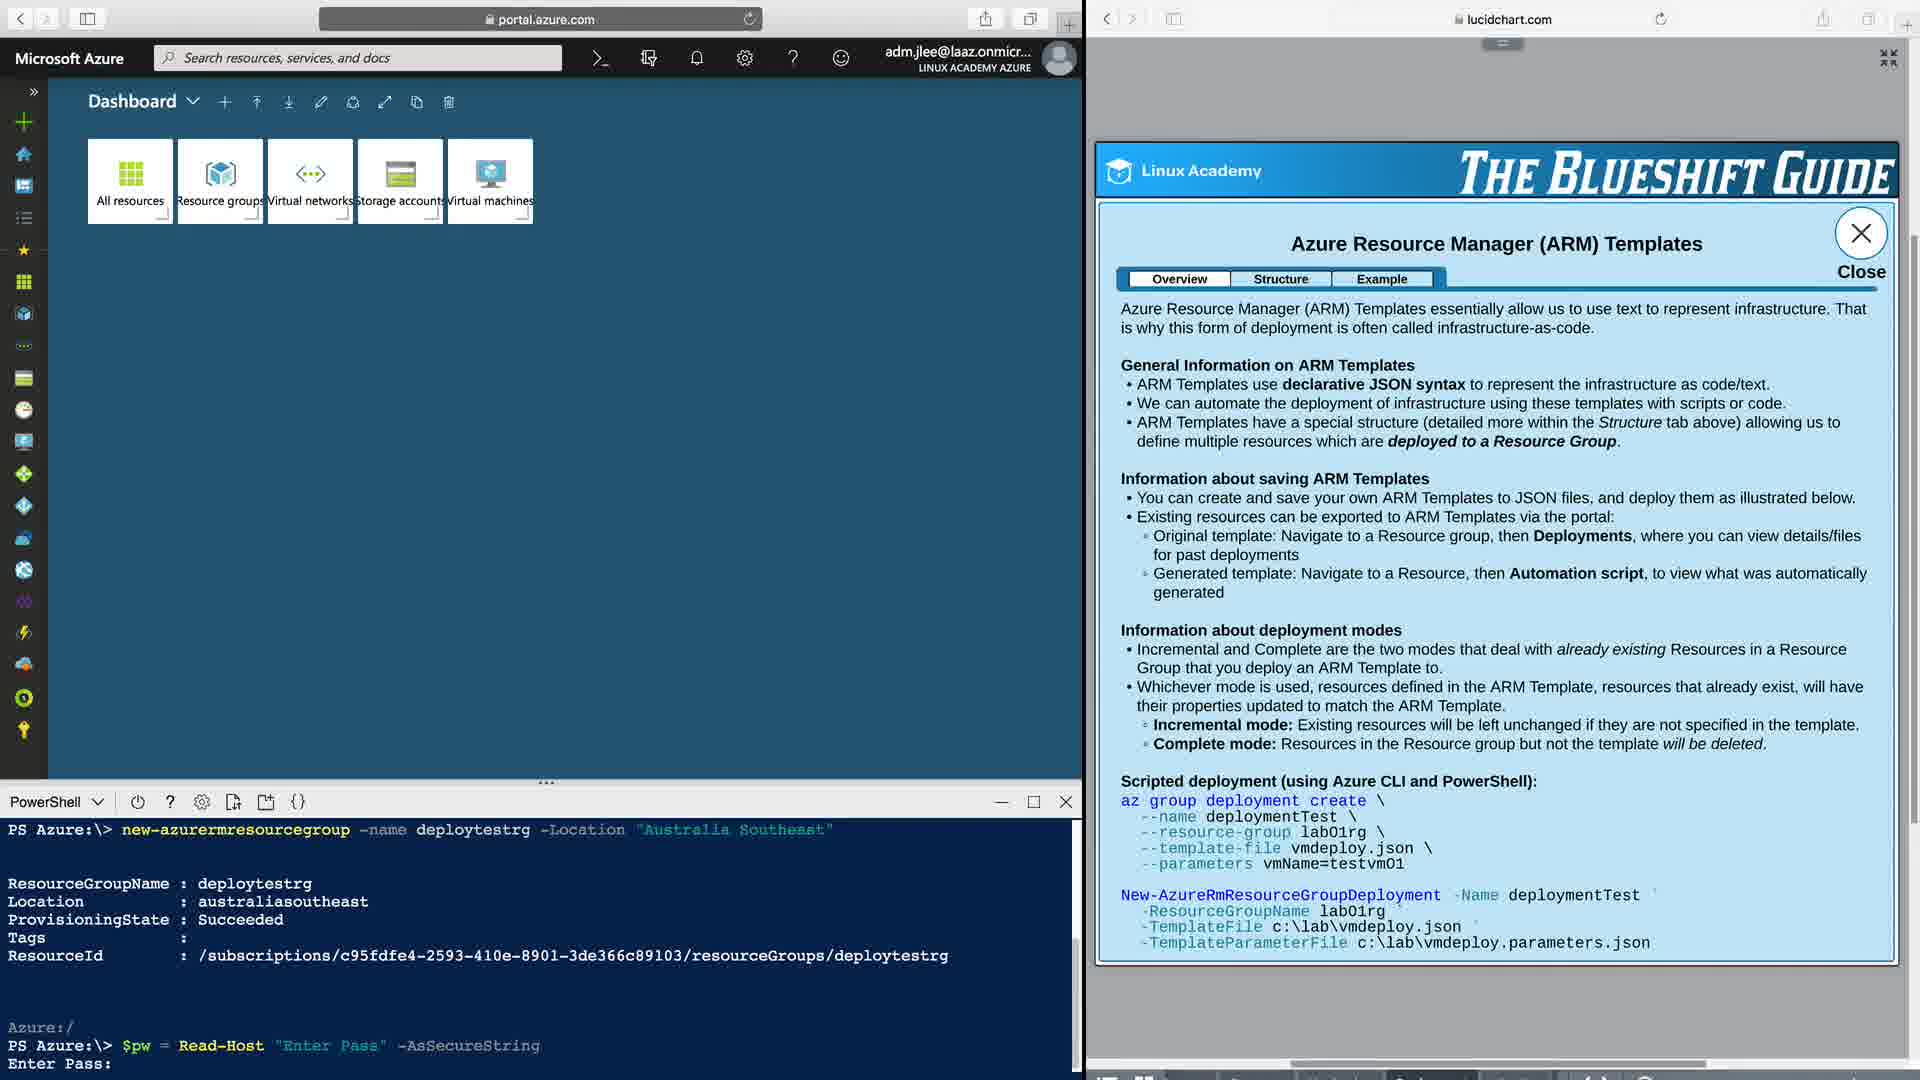 portal.azure.com
Microsoft Azure
Search resources, services, and docs
adm.jlee@laaz.onmicr...
LINUX ACADEMY AZURE
Dashboard
All resources
Resource groups
Virtual networks
Storage accounts
Virtual machines
PowerShell
PS Azure:\> new-azurermresourcegroup -name deploytestrg -Location "Australia Southeast"
ResourceGroupName : deploytestrg
Location : australiasoutheast
ProvisioningState : Succeeded
Tags :
ResourceId : /subscriptions/c95fdfe4-2593-410e-8901-3de366c89103/resourceGroups/deploytestrg
Azure:/
PS Azure:\> $pw = Read-Host "Enter Pass" -AsSecureString
Enter Pass:
lucidchart.com
Linux Academy
THE BLUESHIFT GUIDE
Azure Resource Manager (ARM) Templates
Close
Overview
Structure
Example
Azure Resource Manager (ARM) Templates essentially allow us to use text to represent infrastructure. That
is why this form of deployment is often called infrastructure-as-code.
General Information on ARM Templates
• ARM Templates use declarative JSON syntax to represent the infrastructure as code/text.
• We can automate the deployment of infrastructure using these templates with scripts or code.
• ARM Templates have a special structure (detailed more within the Structure tab above) allowing us to
define multiple resources which are deployed to a Resource Group.
Information about saving ARM Templates
• You can create and save your own ARM Templates to JSON files, and deploy them as illustrated below.
• Existing resources can be exported to ARM Templates via the portal:
◦ Original template: Navigate to a Resource group, then Deployments, where you can view details/files
for past deployments
◦ Generated template: Navigate to a Resource, then Automation script, to view what was automatically
generated
Information about deployment modes
• Incremental and Complete are the two modes that deal with already existing Resources in a Resource
Group that you deploy an ARM Template to.
• Whichever mode is used, resources defined in the ARM Template, resources that already exist, will have
their properties updated to match the ARM Template.
◦ Incremental mode: Existing resources will be left unchanged if they are not specified in the template.
◦ Complete mode: Resources in the Resource group but not the template will be deleted.
Scripted deployment (using Azure CLI and PowerShell):
az group deployment create \
--name deploymentTest \
--resource-group lab01rg \
--template-file vmdeploy.json \
--parameters vmName=testvm01
New-AzureRmResourceGroupDeployment -Name deploymentTest `
-ResourceGroupName lab01rg `
-TemplateFile c:\lab\vmdeploy.json `
-TemplateParameterFile c:\lab\vmdeploy.parameters.json